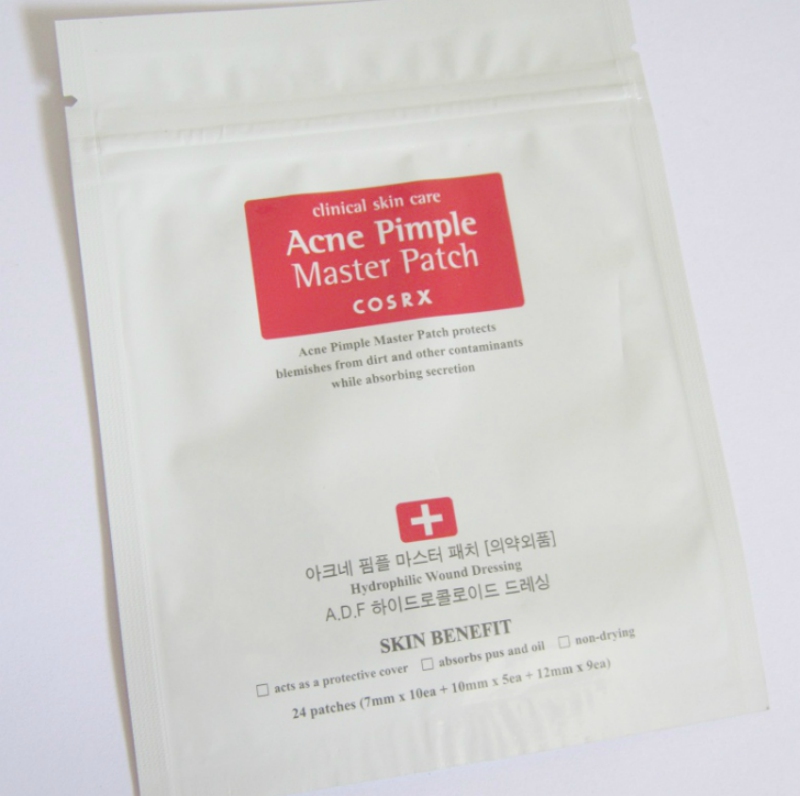 clinical skin care
Acne Pimple
Master Patch
COSRX
Acne Pimple Master Patch protects
blemishes from dirt and other contaminants
while absorbing secretion
아크네 핌플 마스터 패치 [의약외품]
Hydrophilic Wound Dressing
A.D.F 하이드로콜로이드 드레싱
SKIN BENEFIT
☐ acts as a protective cover ☐ absorbs pus and oil ☐ non-drying
24 patches (7mm x 10ea + 10mm x 5ea + 12mm x 9ea)